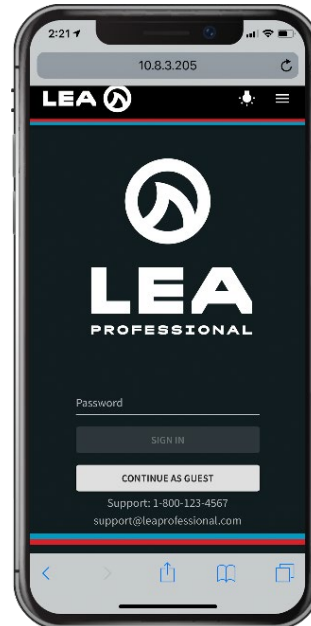 2:21
10.8.3.205
LEA
LEA
PROFESSIONAL
Password
SIGN IN
CONTINUE AS GUEST
Support: 1-800-123-4567
support@leaprofessional.com